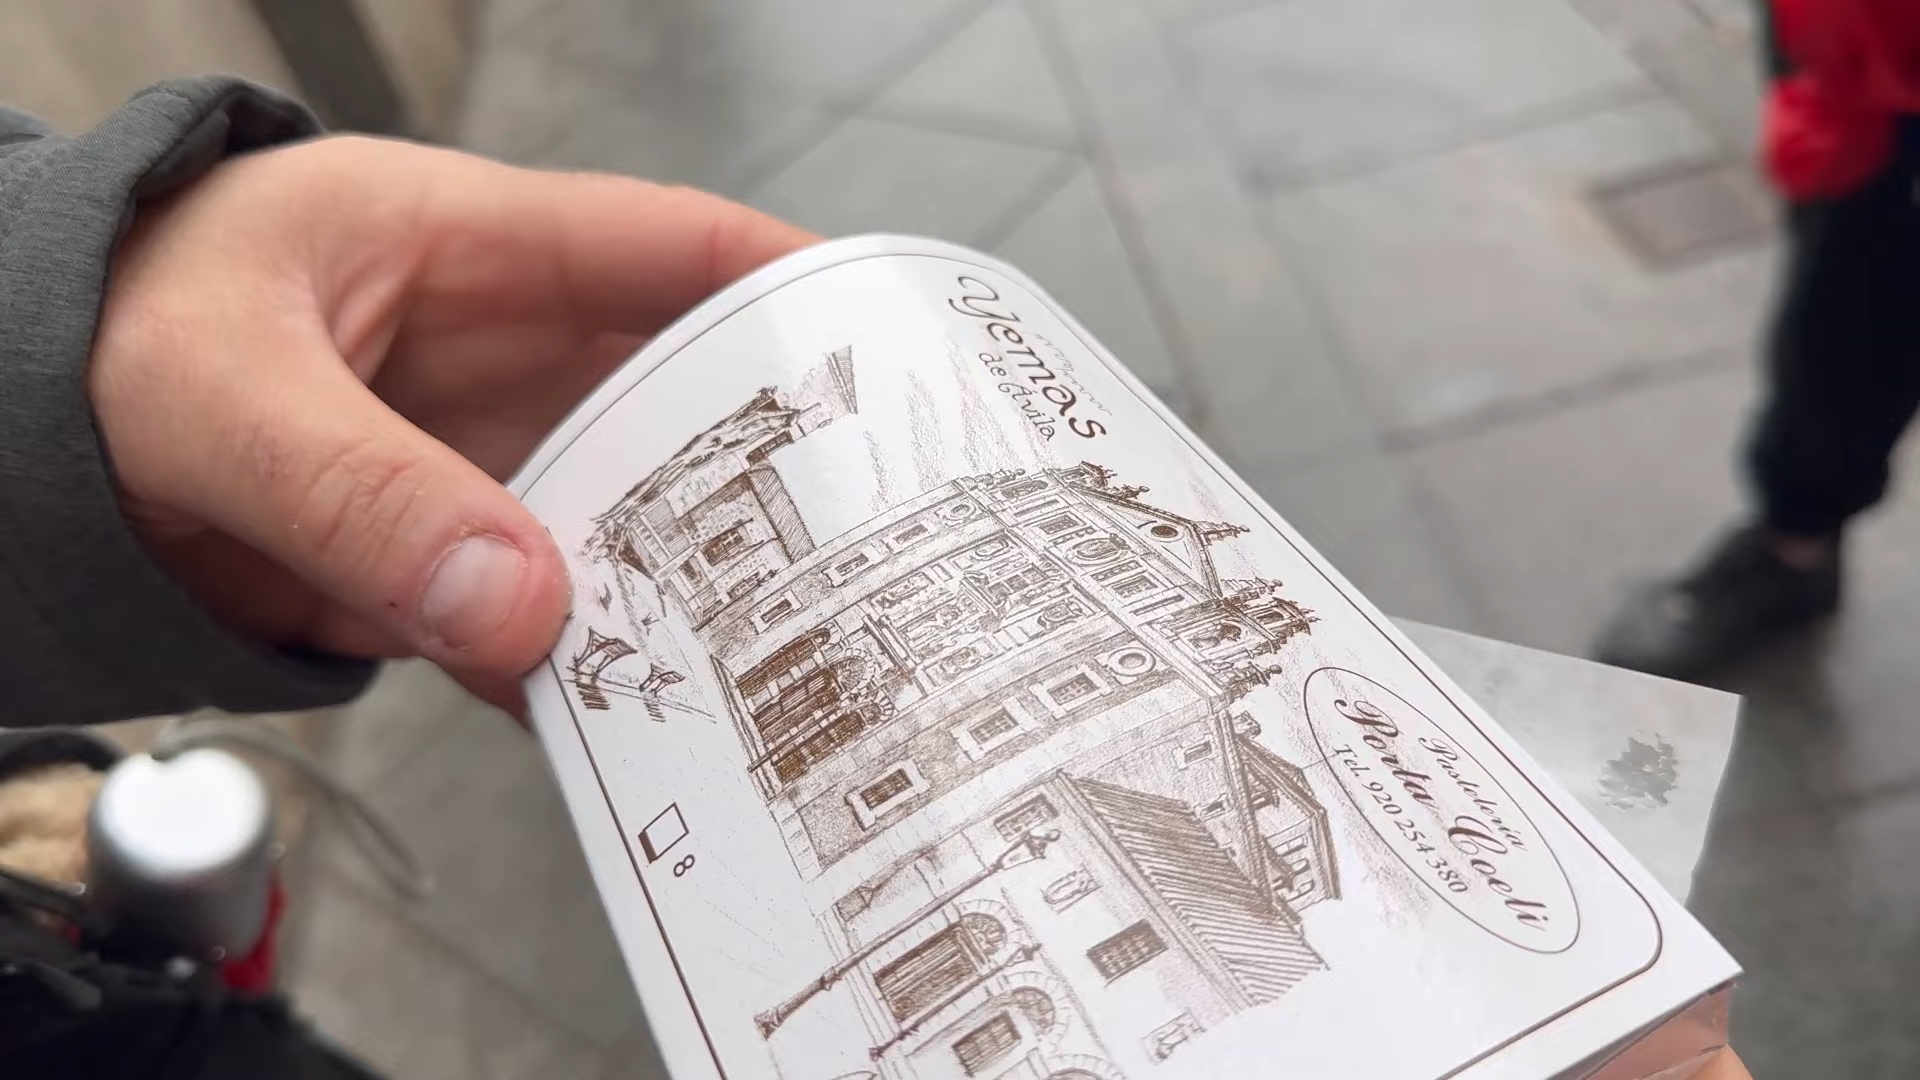 Yemas
de Ávila
Pastelería
Porta Coeli
Tel. 920 254 380
8